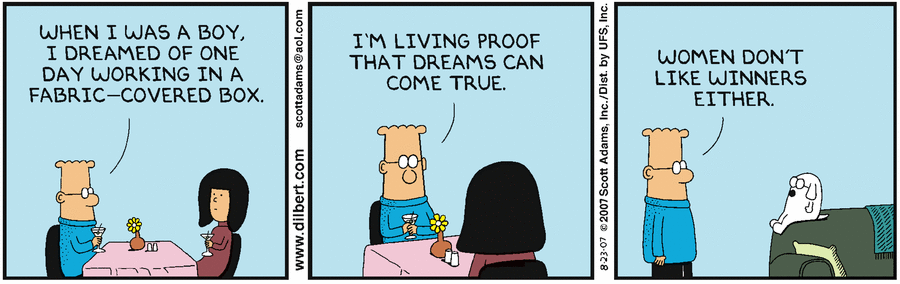 WHEN I WAS A BOY,
I DREAMED OF ONE
DAY WORKING IN A
FABRIC—COVERED BOX.
www.dilbert.com scottadams@aol.com
I'M LIVING PROOF
THAT DREAMS CAN
COME TRUE.
8-23-07 ©2007 Scott Adams, Inc./Dist. by UFS, Inc.
WOMEN DON'T
LIKE WINNERS
EITHER.